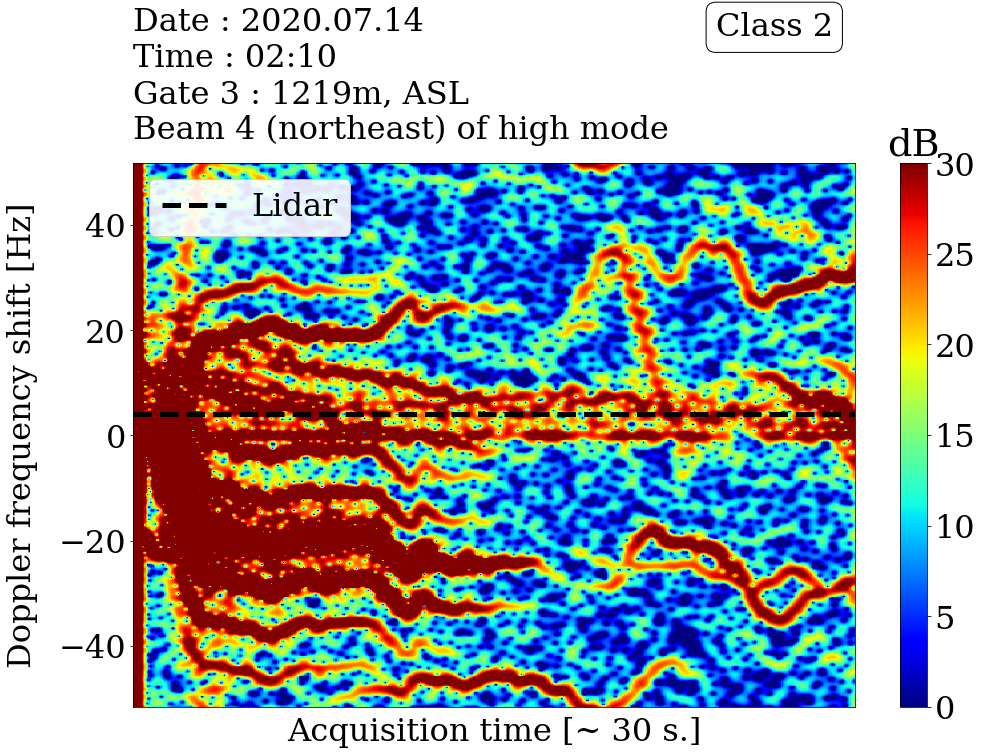 Date : 2020.07.14
Time : 02:10
Gate 3 : 1219m, ASL
Beam 4 (northeast) of high mode
Class 2
dB
Lidar
Doppler frequency shift [Hz]
40
20
0
−20
−40
Acquisition time [~ 30 s.]
30
25
20
15
10
5
0